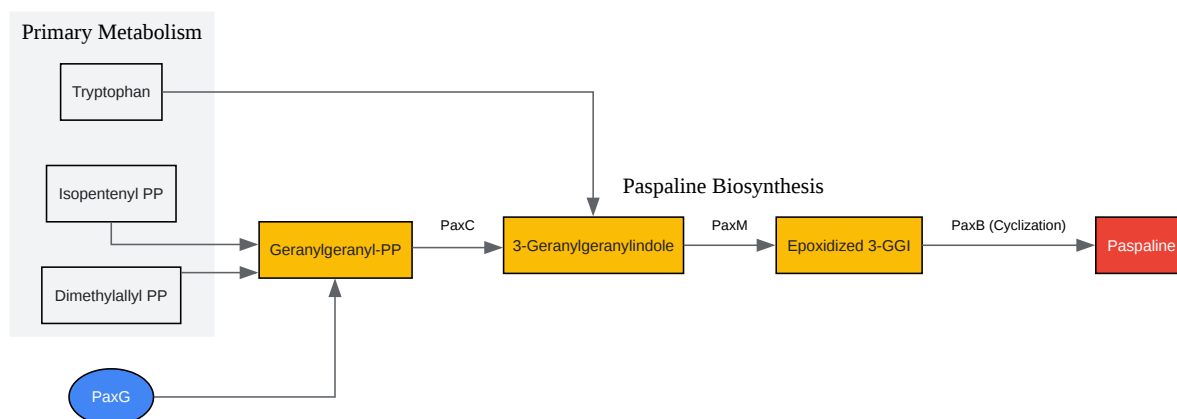 Primary Metabolism
Tryptophan
Isopentenyl PP
Dimethylallyl PP
PaxG
Paspaline Biosynthesis
Geranylgeranyl-PP
PaxC
3-Geranylgeranylindole
PaxM
Epoxidized 3-GGI
PaxB (Cyclization)
Paspaline